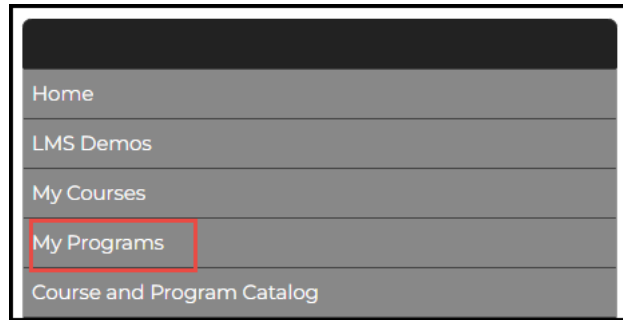 Home
LMS Demos
My Courses
My Programs
Course and Program Catalog